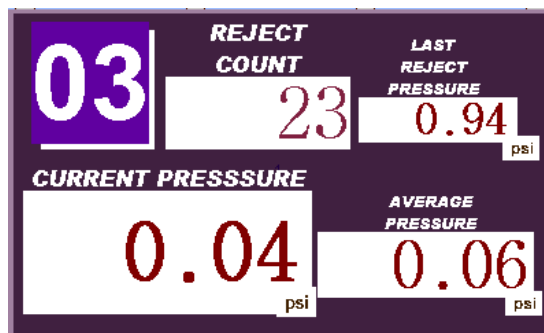 03
REJECT
COUNT
23
LAST
REJECT
PRESSURE
0.94
psi
CURRENT PRESSSURE
0.04
psi
AVERAGE
PRESSURE
0.06
psi